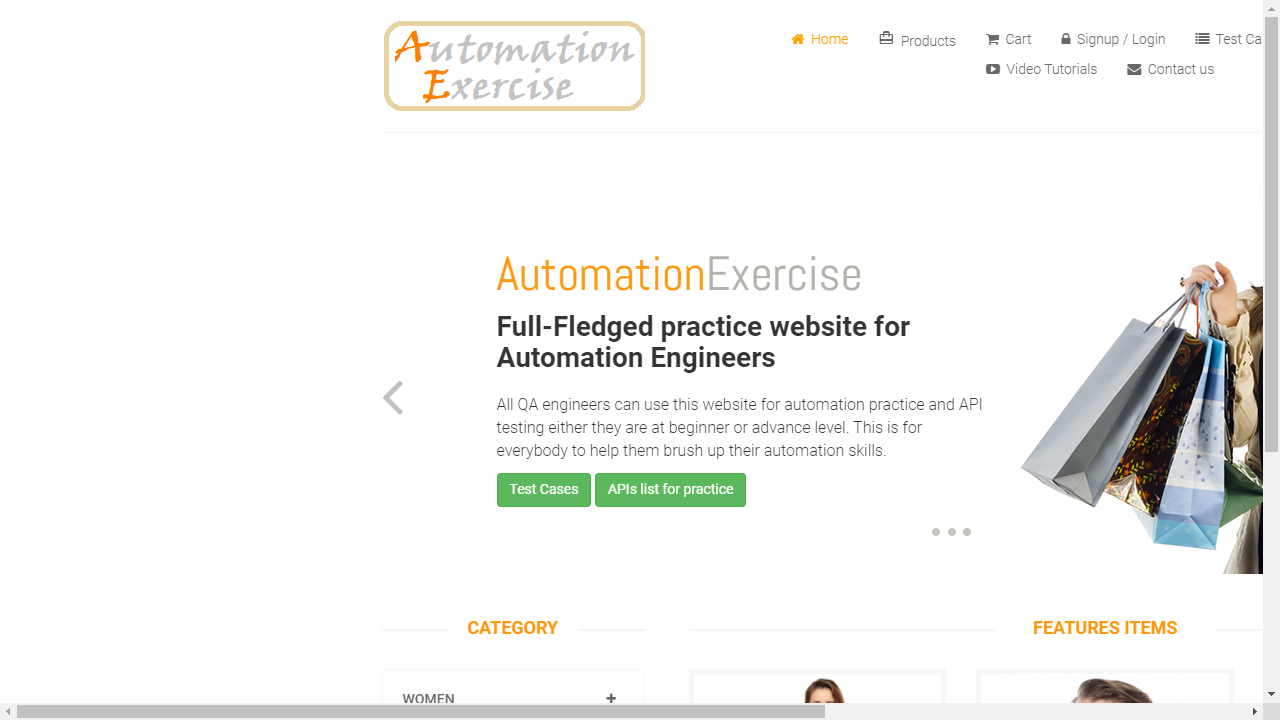 Automation
Exercise
Home
Products
Cart
Signup / Login
Test Ca
Video Tutorials
Contact us
AutomationExercise
Full-Fledged practice website for
Automation Engineers
All QA engineers can use this website for automation practice and API
testing either they are at beginner or advance level. This is for
everybody to help them brush up their automation skills.
Test Cases
APIs list for practice
CATEGORY
FEATURES ITEMS
WOMEN